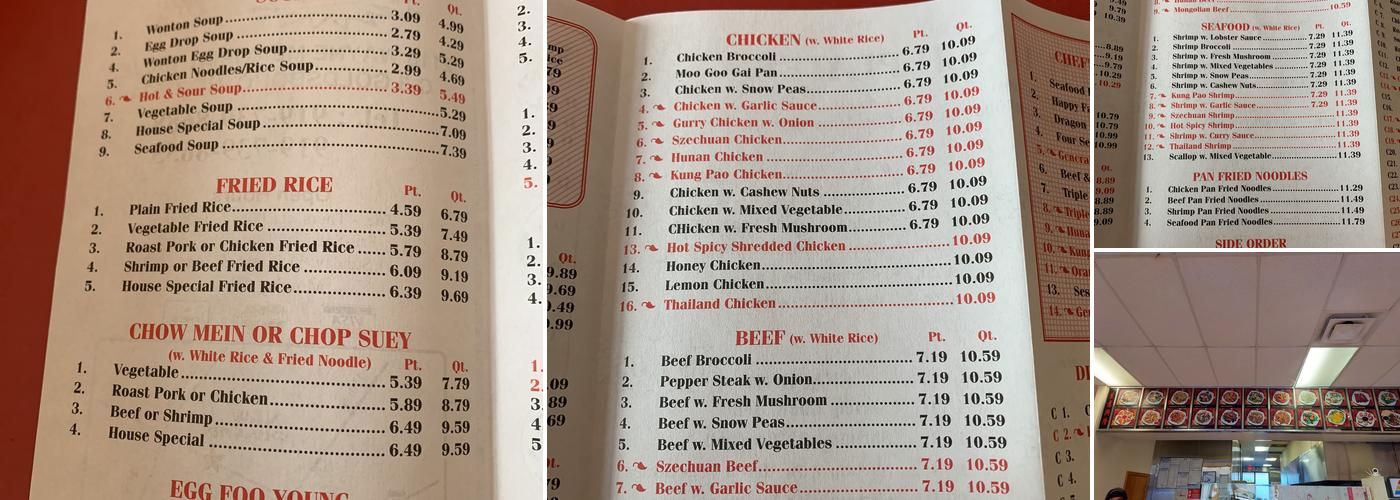 Pt. Qt.
1. Wonton Soup 3.09 4.99
2. Egg Drop Soup 2.79 4.29
4. Wonton Egg Drop Soup 3.29 5.29
5. Chicken Noodles/Rice Soup 2.99 4.69
6. Hot & Sour Soup 3.39 5.49
7. Vegetable Soup 5.29
8. House Special Soup 7.09
9. Seafood Soup 7.39
FRIED RICE Pt. Qt.
1. Plain Fried Rice 4.59 6.79
2. Vegetable Fried Rice 5.39 7.49
3. Roast Pork or Chicken Fried Rice 5.79 8.79
4. Shrimp or Beef Fried Rice 6.09 9.19
5. House Special Fried Rice 6.39 9.69
CHOW MEIN OR CHOP SUEY
(w. White Rice & Fried Noodle) Pt. Qt.
1. Vegetable 5.39 7.79
2. Roast Pork or Chicken 5.89 8.79
3. Beef or Shrimp 6.49 9.59
4. House Special 6.49 9.59
EGG FOO YOUNG
CHICKEN (w. White Rice) Pt. Qt.
1. Chicken Broccoli 6.79 10.09
2. Moo Goo Gai Pan 6.79 10.09
3. Chicken w. Snow Peas 6.79 10.09
4. Chicken w. Garlic Sauce 6.79 10.09
5. Gurry Chicken w. Onion 6.79 10.09
6. Szechuan Chicken 6.79 10.09
7. Hunan Chicken 6.79 10.09
8. Kung Pao Chicken 6.79 10.09
9. Chicken w. Cashew Nuts 6.79 10.09
10. Chicken w. Mixed Vegetable 6.79 10.09
11. CHicken w. Fresh Mushroom 6.79 10.09
13. Hot Spicy Shredded Chicken 10.09
14. Honey Chicken 10.09
15. Lemon Chicken 10.09
16. Thailand Chicken 10.09
BEEF (w. White Rice) Pt. Qt.
1. Beef Broccoli 7.19 10.59
2. Pepper Steak w. Onion 7.19 10.59
3. Beef w. Fresh Mushroom 7.19 10.59
4. Beef w. Snow Peas 7.19 10.59
5. Beef w. Mixed Vegetables 7.19 10.59
6. Szechuan Beef 7.19 10.59
7. Beef w. Garlic Sauce 7.19 10.59
9. Mongolian Beef 10.59
SEAFOOD (w. White Rice) Pt. Qt.
1. Shrimp w. Lobster Sauce 7.29 11.39
2. Shrimp Broccoli 7.29 11.39
3. Shrimp w. Fresh Mushroom 7.29 11.39
4. Shrimp w. Mixed Vegetables 7.29 11.39
5. Shrimp w. Snow Peas 7.29 11.39
6. Shrimp w. Cashew Nuts 7.29 11.39
7. Kung Pao Shrimp 7.29 11.39
8. Shrimp w. Garlic Sauce 7.29 11.39
9. Szechuan Shrimp 11.39
10. Hot Spicy Shrimp 11.39
11. Shrimp w. Curry Sauce 11.39
12. Thailand Shrimp 11.39
13. Scallop w. Mixed Vegetable 11.39
PAN FRIED NOODLES
1. Chicken Pan Fried Noodles 11.29
2. Beef Pan Fried Noodles 11.49
3. Shrimp Pan Fried Noodles 11.49
4. Seafood Pan Fried Noodles 11.79
SIDE ORDER